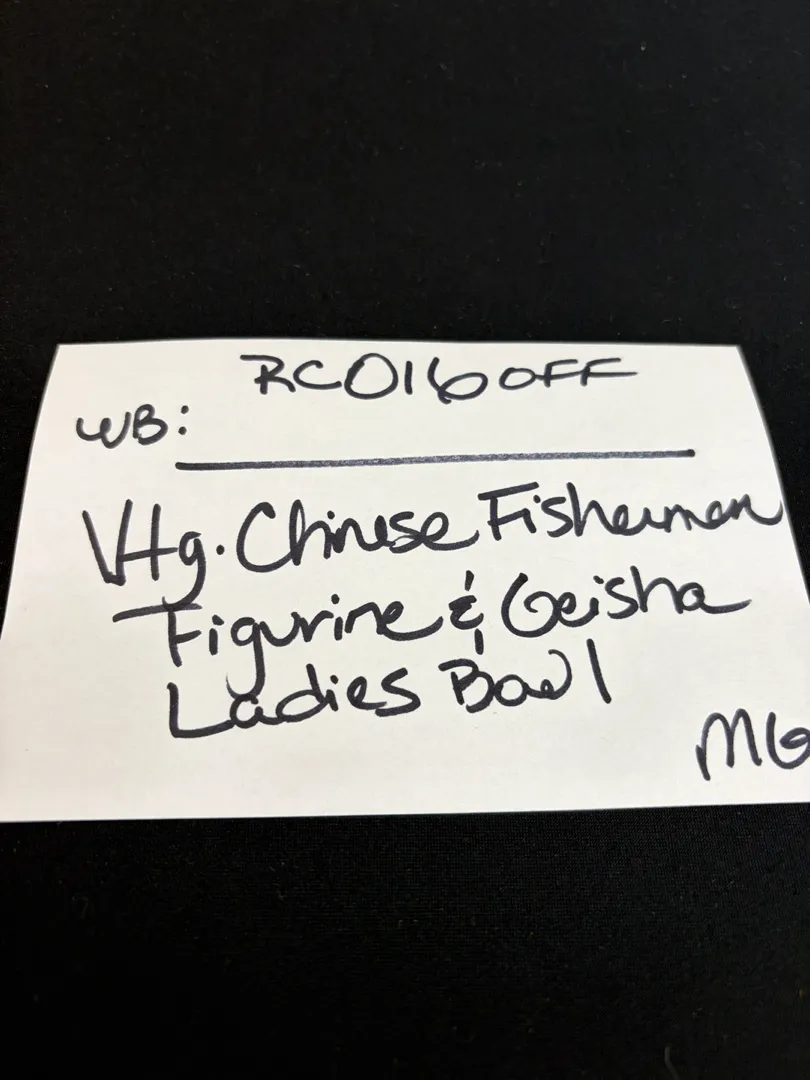 RC0160FF
WB:
Vtg. Chinese Fisherman
Figurine & Geisha
Ladies Bowl
MG